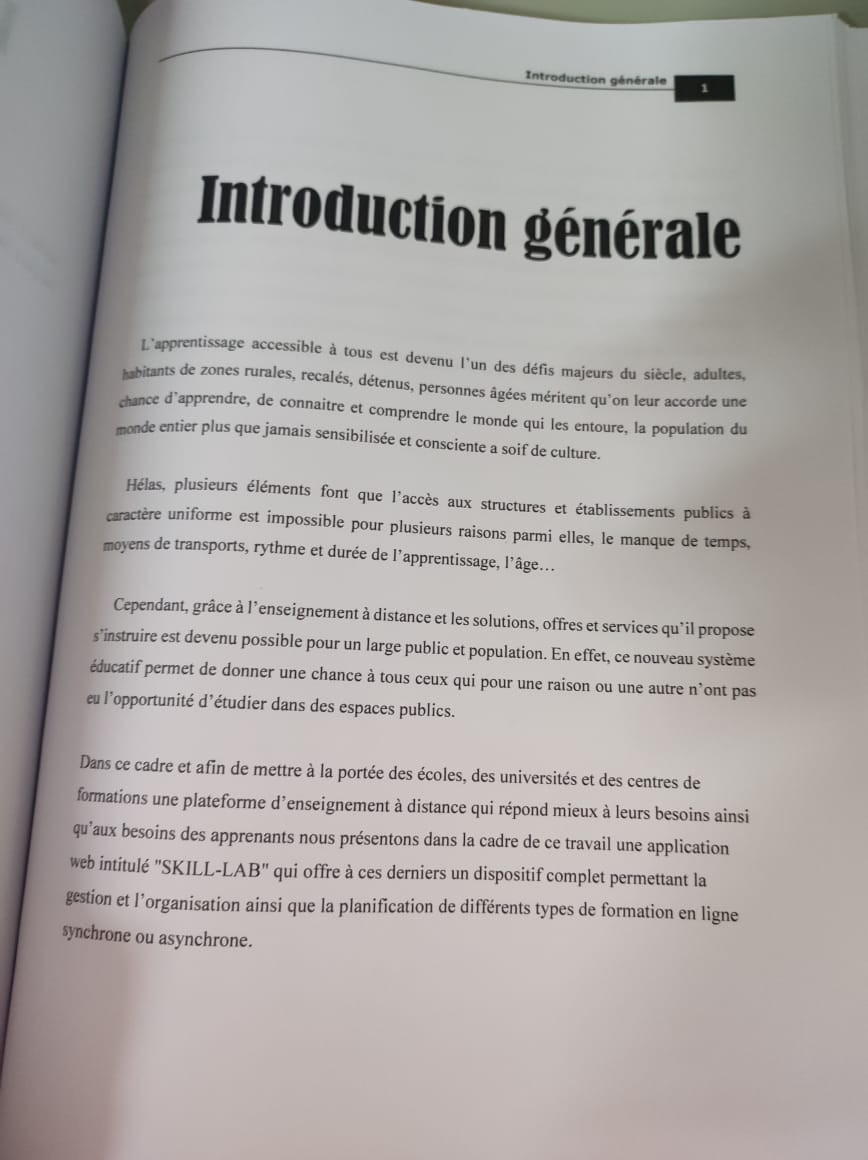 Introduction générale
1
Introduction générale
L'apprentissage accessible à tous est devenu l'un des défis majeurs du siècle, adultes,
habitants de zones rurales, recalés, détenus, personnes âgées méritent qu'on leur accorde une
chance d'apprendre, de connaitre et comprendre le monde qui les entoure, la population du
monde entier plus que jamais sensibilisée et consciente a soif de culture.
Hélas, plusieurs éléments font que l'accès aux structures et établissements publics à
caractère uniforme est impossible pour plusieurs raisons parmi elles, le manque de temps,
moyens de transports, rythme et durée de l'apprentissage, l'âge…
Cependant, grâce à l'enseignement à distance et les solutions, offres et services qu'il propose
s'instruire est devenu possible pour un large public et population. En effet, ce nouveau système
éducatif permet de donner une chance à tous ceux qui pour une raison ou une autre n'ont pas
eu l'opportunité d'étudier dans des espaces publics.
Dans ce cadre et afin de mettre à la portée des écoles, des universités et des centres de
formations une plateforme d'enseignement à distance qui répond mieux à leurs besoins ainsi
qu'aux besoins des apprenants nous présentons dans la cadre de ce travail une application
web intitulé "SKILL-LAB" qui offre à ces derniers un dispositif complet permettant la
gestion et l'organisation ainsi que la planification de différents types de formation en ligne
synchrone ou asynchrone.